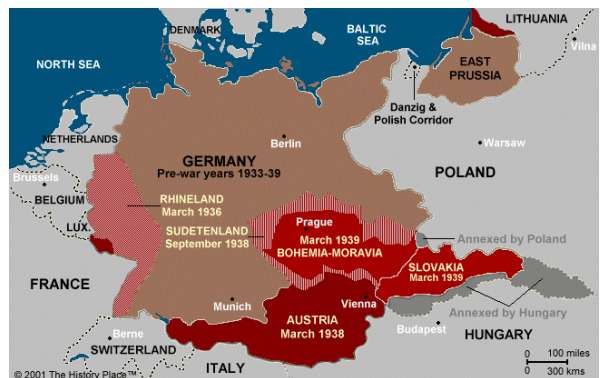 LITHUANIA
DENMARK
BALTIC
SEA
Vilna
NORTH SEA
EAST
PRUSSIA
Danzig &
Polish Corridor
NETHERLANDS
Berlin
Warsaw
GERMANY
Pre-war years 1933-39
POLAND
Brussels
BELGIUM
RHINELAND
March 1936
LUX.
SUDETENLAND
September 1938
Prague
March 1939
BOHEMIA-MORAVIA
Annexed by Poland
SLOVAKIA
March 1939
FRANCE
Munich
Vienna
AUSTRIA
March 1938
Annexed by Hungary
Budapest
HUNGARY
Berne
SWITZERLAND
ITALY
0 100 miles
0 300 kms
© 2001 The History Place™